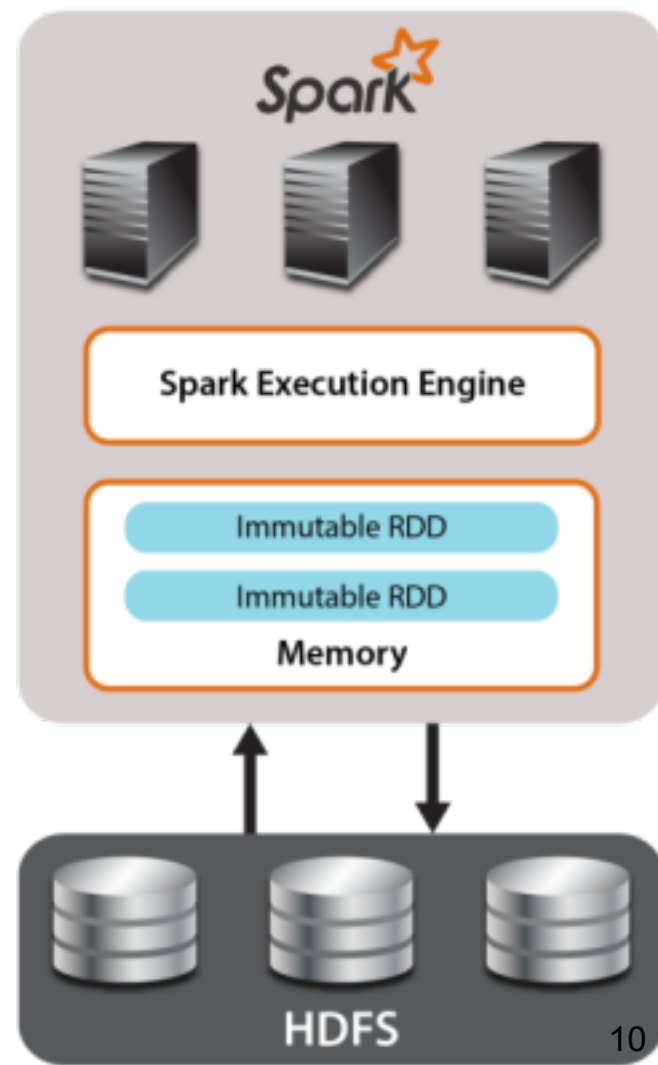 Spark
Spark Execution Engine
Immutable RDD
Immutable RDD
Memory
HDFS
10